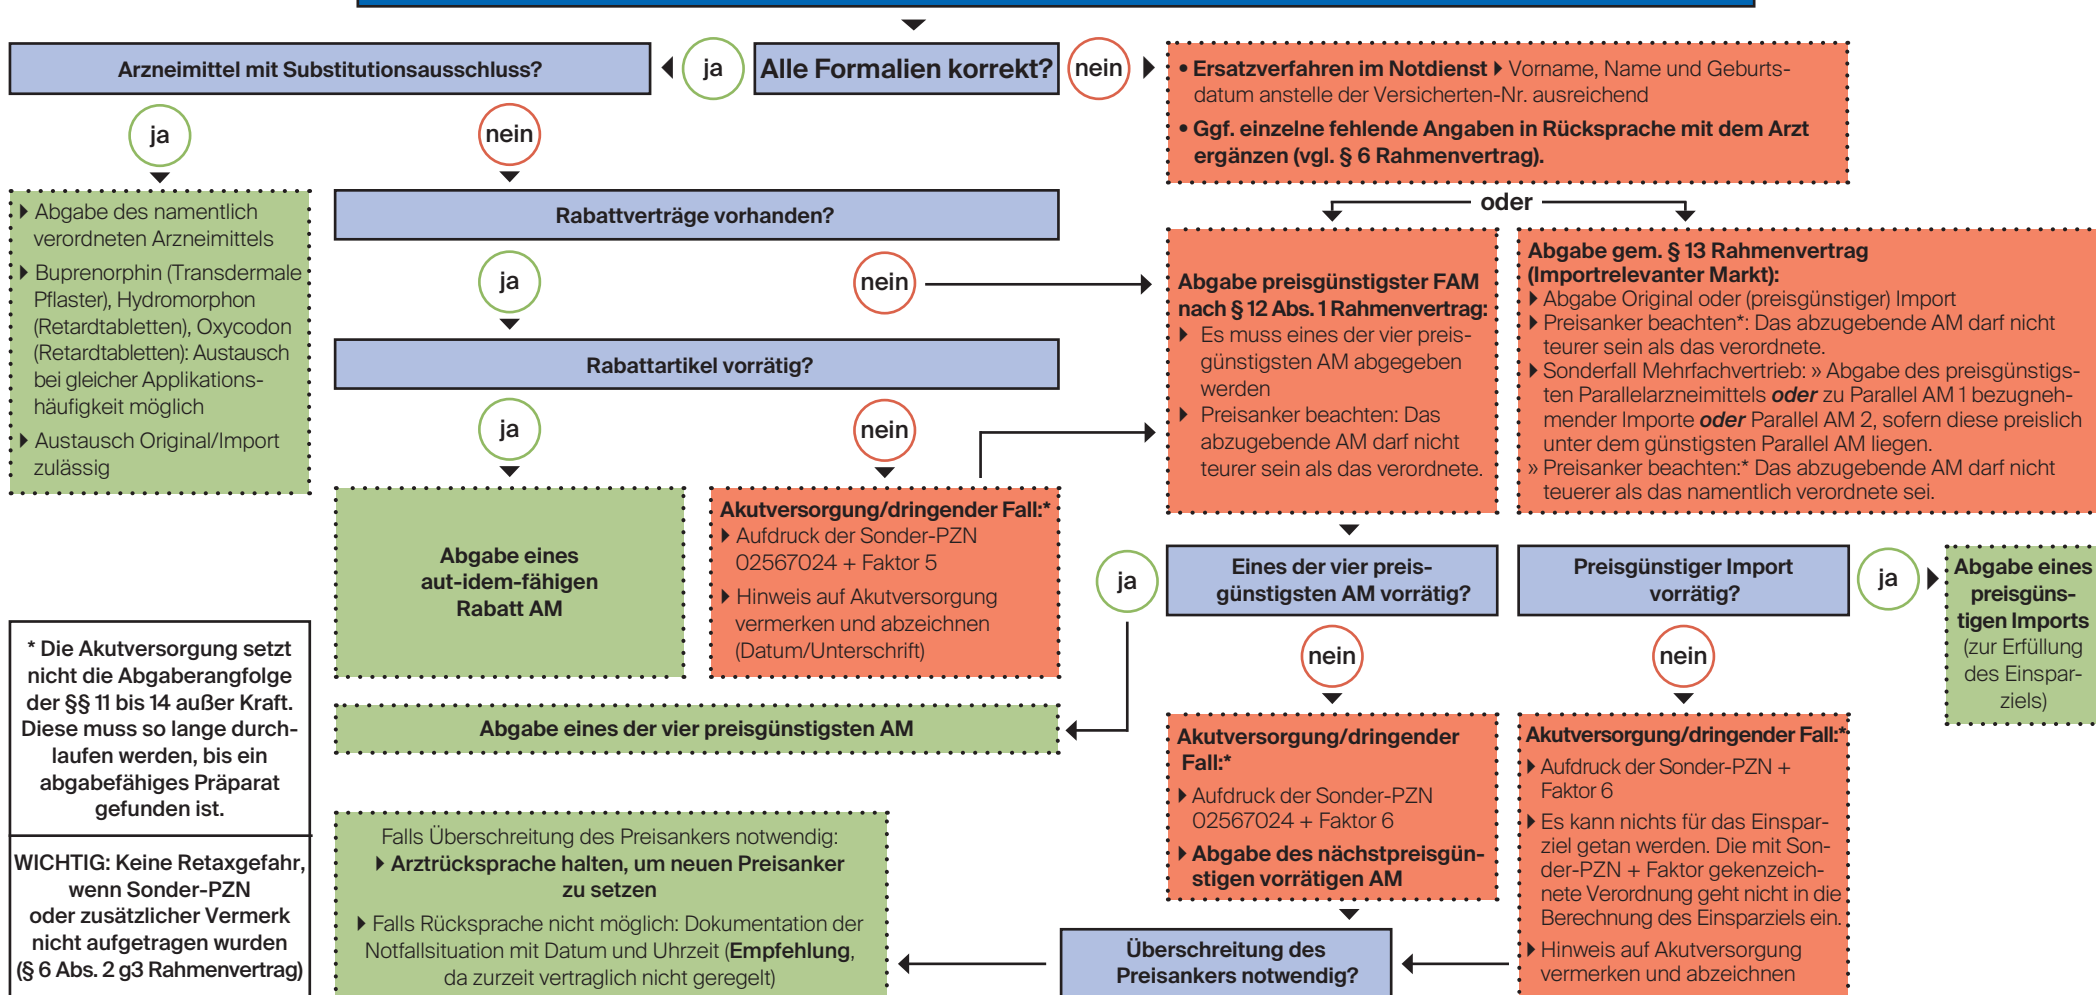 Arzneimittel mit Substitutionsausschluss?
ja
Alle Formalien korrekt?
nein
• Ersatzverfahren im Notdienst ▸ Vorname, Name und Geburts-
datum anstelle der Versicherten-Nr. ausreichend
• Ggf. einzelne fehlende Angaben in Rücksprache mit dem Arzt
ergänzen (vgl. § 6 Rahmenvertrag).
ja
nein
▸ Abgabe des namentlich
verordneten Arzneimittels
▸ Buprenorphin (Transdermale
Pflaster), Hydromorphon
(Retardtabletten), Oxycodon
(Retardtabletten): Austausch
bei gleicher Applikations-
häufigkeit möglich
▸ Austausch Original/Import
zulässig
Rabattverträge vorhanden?
ja
nein
Rabattartikel vorrätig?
ja
nein
Abgabe eines
aut-idem-fähigen
Rabatt AM
Akutversorgung/dringender Fall:*
▸ Aufdruck der Sonder-PZN
02567024 + Faktor 5
▸ Hinweis auf Akutversorgung
vermerken und abzeichnen
(Datum/Unterschrift)
oder
Abgabe preisgünstigster FAM
nach § 12 Abs. 1 Rahmenvertrag:
▸ Es muss eines der vier preis-
günstigsten AM abgegeben
werden
▸ Preisanker beachten: Das
abzugebende AM darf nicht
teurer sein als das verordnete.
Abgabe gem. § 13 Rahmenvertrag
(Importrelevanter Markt):
▸ Abgabe Original oder (preisgünstiger) Import
▸ Preisanker beachten*: Das abzugebende AM darf nicht
teurer sein als das verordnete.
▸ Sonderfall Mehrfachvertrieb: » Abgabe des preisgünstigs-
ten Parallelarzneimittels oder zu Parallel AM 1 bezugneh-
mender Importe oder Parallel AM 2, sofern diese preislich
unter dem günstigsten Parallel AM liegen.
» Preisanker beachten:* Das abzugebende AM darf nicht
teuerer als das namentlich verordnete sei.
ja
Eines der vier preis-
günstigsten AM vorrätig?
Preisgünstiger Import
vorrätig?
ja
Abgabe eines
preisgüns-
tigen Imports
(zur Erfüllung
des Einspar-
ziels)
nein
nein
Abgabe eines der vier preisgünstigsten AM
Akutversorgung/dringender
Fall:*
▸ Aufdruck der Sonder-PZN
02567024 + Faktor 6
▸ Abgabe des nächstpreisgün-
stigen vorrätigen AM
Akutversorgung/dringender Fall:*
▸ Aufdruck der Sonder-PZN +
Faktor 6
▸ Es kann nichts für das Einspar-
ziel getan werden. Die mit Son-
der-PZN + Faktor gekenzeich-
nete Verordnung geht nicht in die
Berechnung des Einsparziels ein.
▸ Hinweis auf Akutversorgung
vermerken und abzeichnen
Überschreitung des
Preisankers notwendig?
Falls Überschreitung des Preisankers notwendig:
▸ Arztrücksprache halten, um neuen Preisanker
zu setzen
▸ Falls Rücksprache nicht möglich: Dokumentation der
Notfallsituation mit Datum und Uhrzeit (Empfehlung,
da zurzeit vertraglich nicht geregelt)
* Die Akutversorgung setzt
nicht die Abgaberangfolge
der §§ 11 bis 14 außer Kraft.
Diese muss so lange durch-
laufen werden, bis ein
abgabefähiges Präparat
gefunden ist.
WICHTIG: Keine Retaxgefahr,
wenn Sonder-PZN
oder zusätzlicher Vermerk
nicht aufgetragen wurden
(§ 6 Abs. 2 g3 Rahmenvertrag)